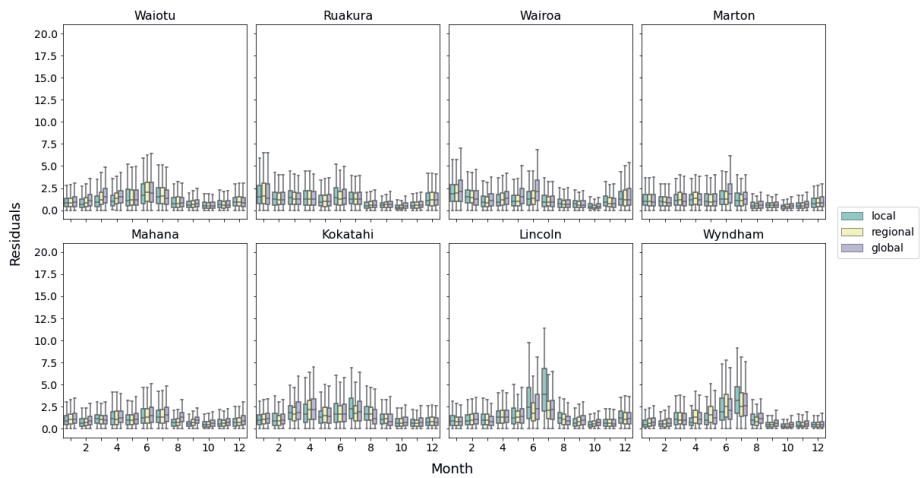 Waiotu Ruakura Wairoa Marton
20.0
17.5
15.0
12.5
10.0
7.5
5.0
2.5
0.0
Residuals
local
regional
global
Mahana Kokatahi Lincoln Wyndham
20.0
17.5
15.0
12.5
10.0
7.5
5.0
2.5
0.0
2 4 6 8 10 12 2 4 6 8 10 12 2 4 6 8 10 12 2 4 6 8 10 12
Month